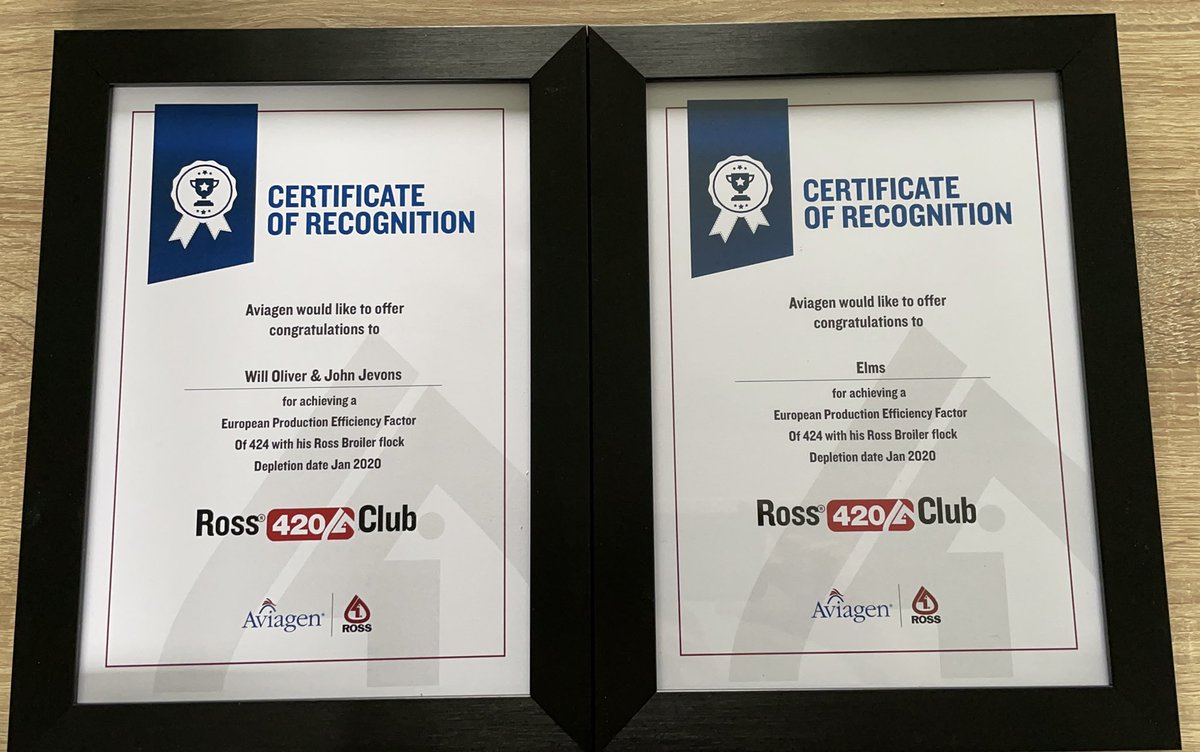 CERTIFICATE
OF RECOGNITION
Aviagen would like to offer
congratulations to
Will Oliver & John Jevons
for achieving a
European Production Efficiency Factor
Of 424 with his Ross Broiler flock
Depletion date Jan 2020
Ross® 420 Club
Aviagen® ROSS
CERTIFICATE
OF RECOGNITION
Aviagen would like to offer
congratulations to
Elms
for achieving a
European Production Efficiency Factor
Of 424 with his Ross Broiler flock
Depletion date Jan 2020
Ross® 420 Club
Aviagen® ROSS